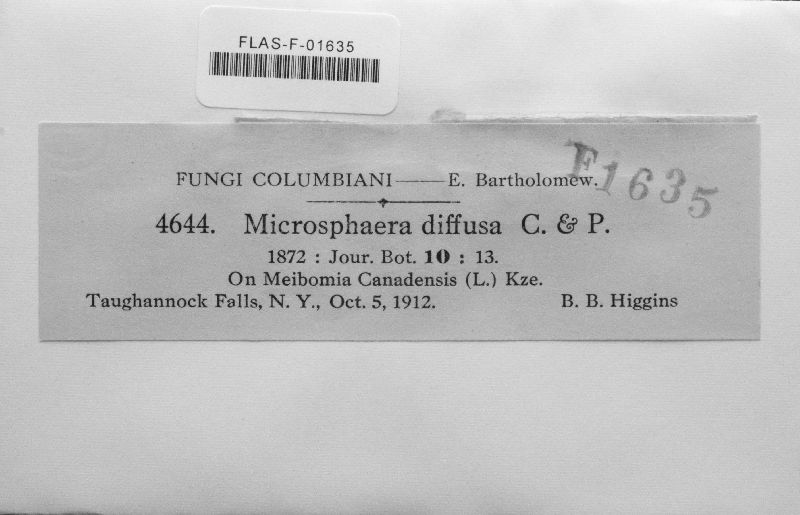 FLAS-F-01635
F1635
FUNGI COLUMBIANI——E. Bartholomew.
4644. Microsphaera diffusa C. & P.
1872 : Jour. Bot. 10 : 13.
On Meibomia Canadensis (L.) Kze.
Taughannock Falls, N. Y., Oct. 5, 1912. B. B. Higgins